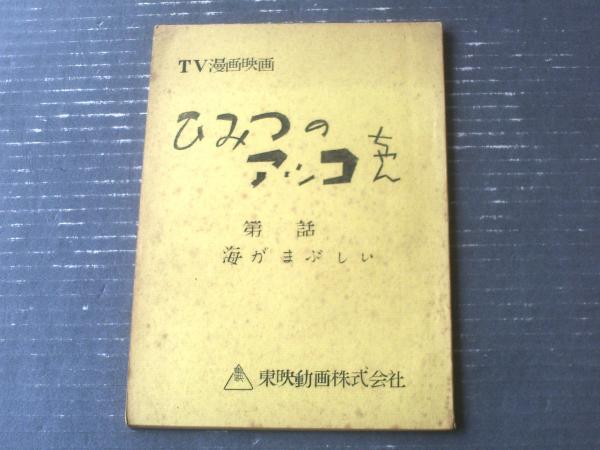 TV漫画映画
ひみつの
アッコちゃん
第 話
海がまぶしい
東映動画株式会社